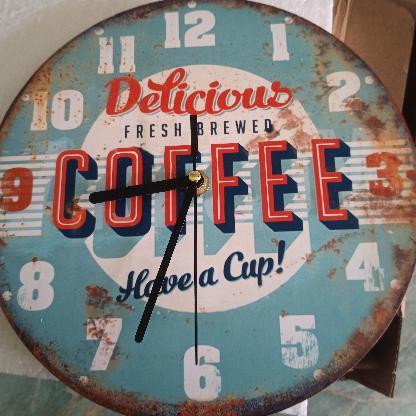 12
11 1
Delicious
10 2
FRESH BREWED
9 COFFEE 3
Have a Cup!
8 4
7 5
6